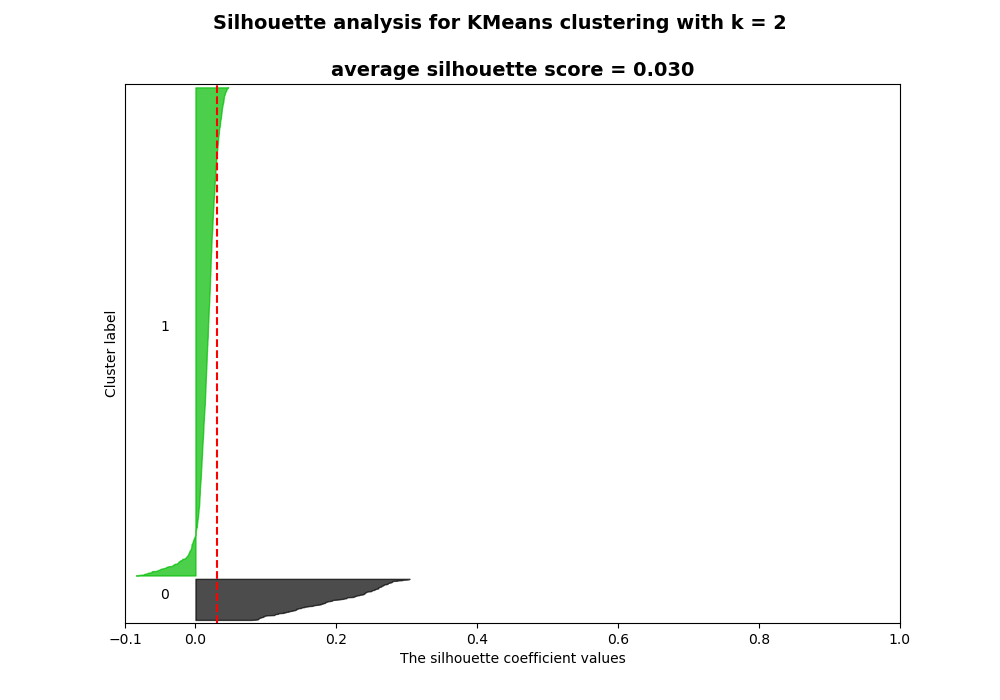 Silhouette analysis for KMeans clustering with k = 2
average silhouette score = 0.030
Cluster label
1
0
−0.1 0.0 0.2 0.4 0.6 0.8 1.0
The silhouette coefficient values